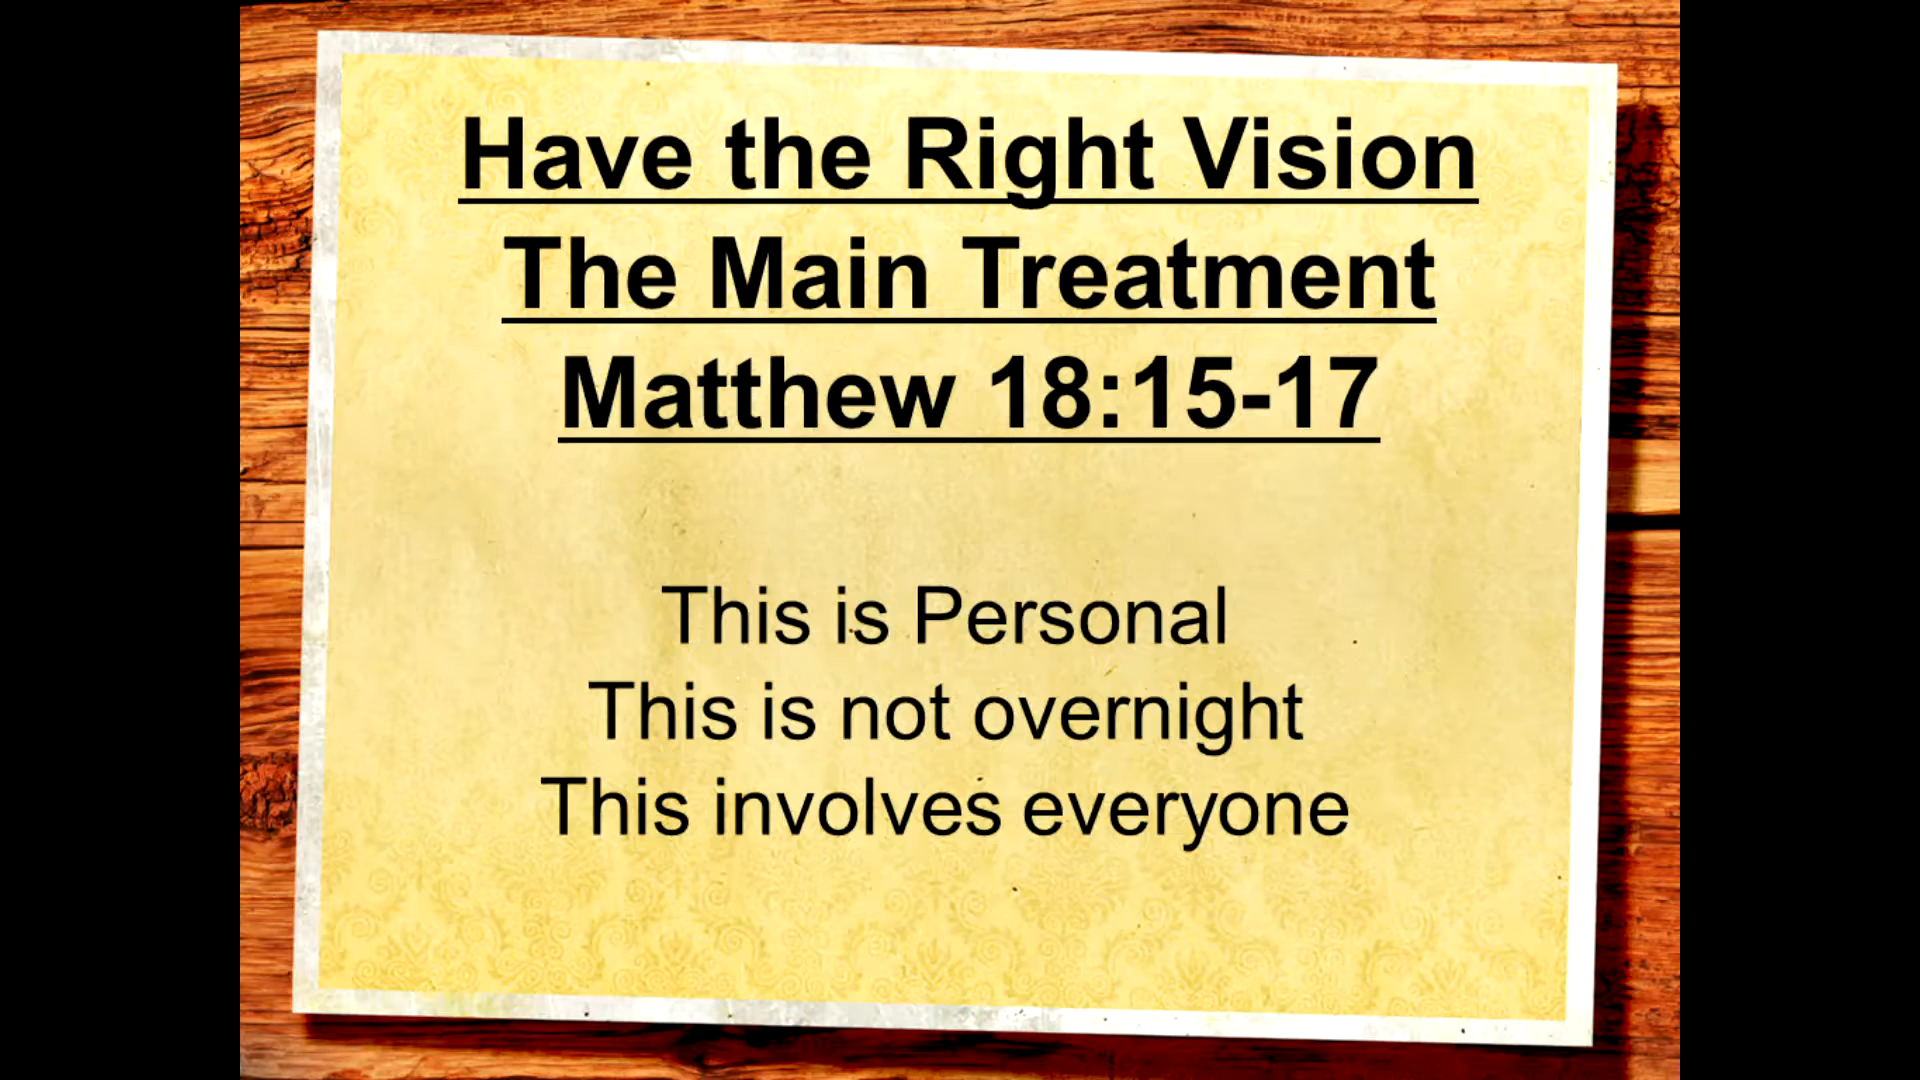 Have the Right Vision
The Main Treatment
Matthew 18:15-17
This is Personal
This is not overnight
This involves everyone